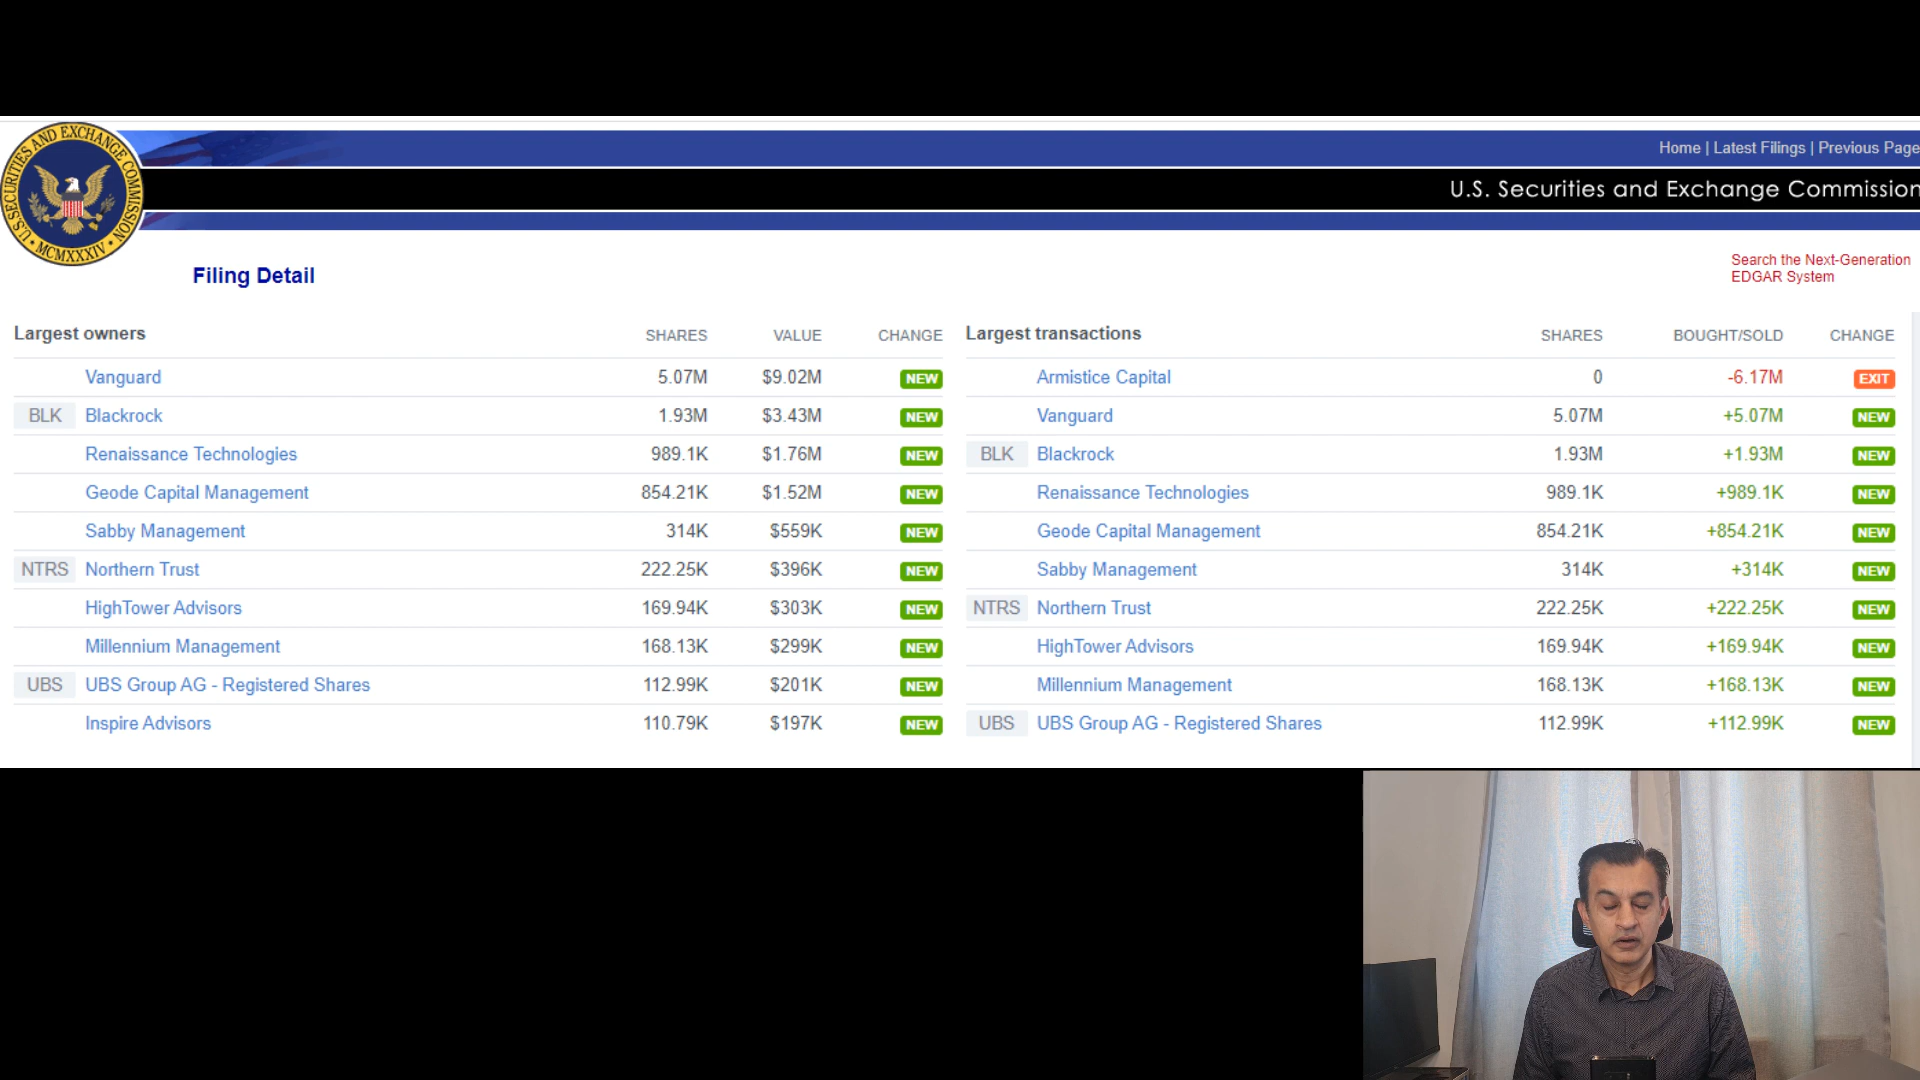 U.S. SECURITIES AND EXCHANGE COMMISSION
MCMXXXIV
Home | Latest Filings | Previous Page
U.S. Securities and Exchange Commission
Filing Detail
Search the Next-Generation
EDGAR System
Largest owners SHARES VALUE CHANGE
Vanguard 5.07M $9.02M NEW
BLK Blackrock 1.93M $3.43M NEW
Renaissance Technologies 989.1K $1.76M NEW
Geode Capital Management 854.21K $1.52M NEW
Sabby Management 314K $559K NEW
NTRS Northern Trust 222.25K $396K NEW
HighTower Advisors 169.94K $303K NEW
Millennium Management 168.13K $299K NEW
UBS UBS Group AG - Registered Shares 112.99K $201K NEW
Inspire Advisors 110.79K $197K NEW
Largest transactions SHARES BOUGHT/SOLD CHANGE
Armistice Capital 0 -6.17M EXIT
Vanguard 5.07M +5.07M NEW
BLK Blackrock 1.93M +1.93M NEW
Renaissance Technologies 989.1K +989.1K NEW
Geode Capital Management 854.21K +854.21K NEW
Sabby Management 314K +314K NEW
NTRS Northern Trust 222.25K +222.25K NEW
HighTower Advisors 169.94K +169.94K NEW
Millennium Management 168.13K +168.13K NEW
UBS UBS Group AG - Registered Shares 112.99K +112.99K NEW